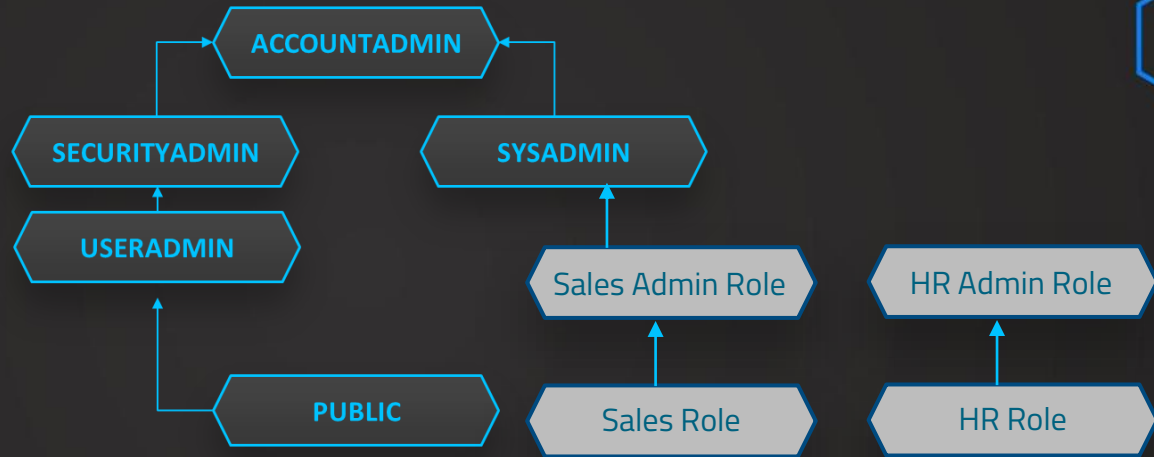 ACCOUNTADMIN
SECURITYADMIN
SYSADMIN
USERADMIN
Sales Admin Role
HR Admin Role
PUBLIC
Sales Role
HR Role